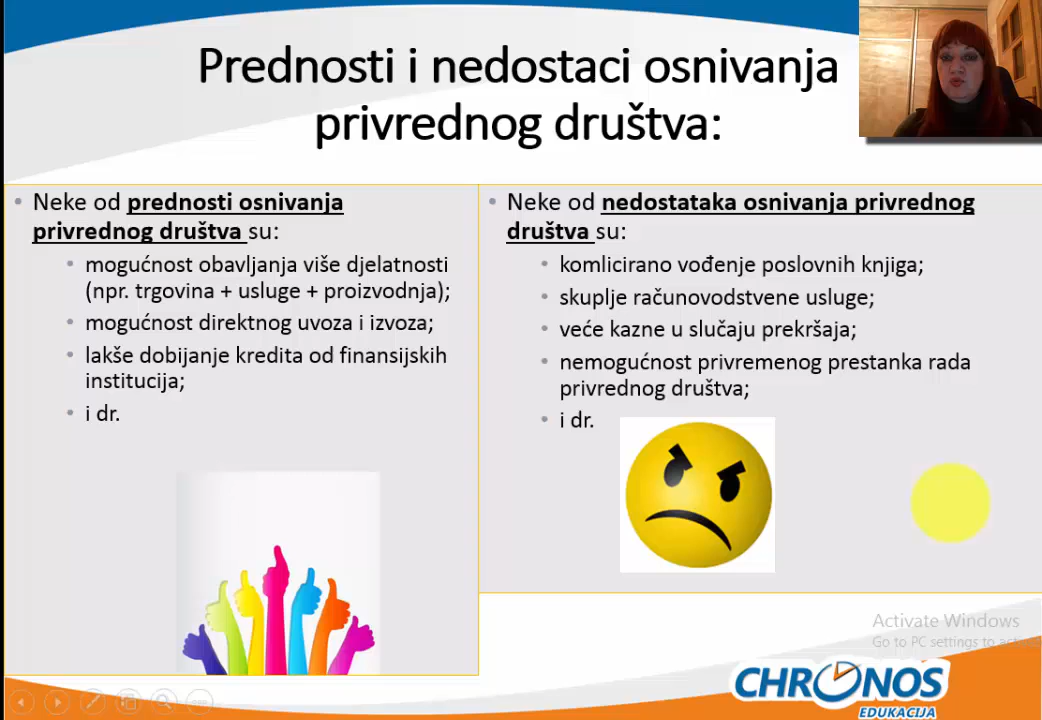 Prednosti i nedostaci osnivanja
privrednog društva:
Neke od prednosti osnivanja
privrednog društva su:
mogućnost obavljanja više djelatnosti
(npr. trgovina + usluge + proizvodnja);
mogućnost direktnog uvoza i izvoza;
lakše dobijanje kredita od finansijskih
institucija;
i dr.
Neke od nedostataka osnivanja privrednog
društva su:
komlicirano vođenje poslovnih knjiga;
skuplje računovodstvene usluge;
veće kazne u slučaju prekršaja;
nemogućnost privremenog prestanka rada
privrednog društva;
i dr.
Activate Windows
Go to PC settings to
CHRONOS
EDUKACIJA